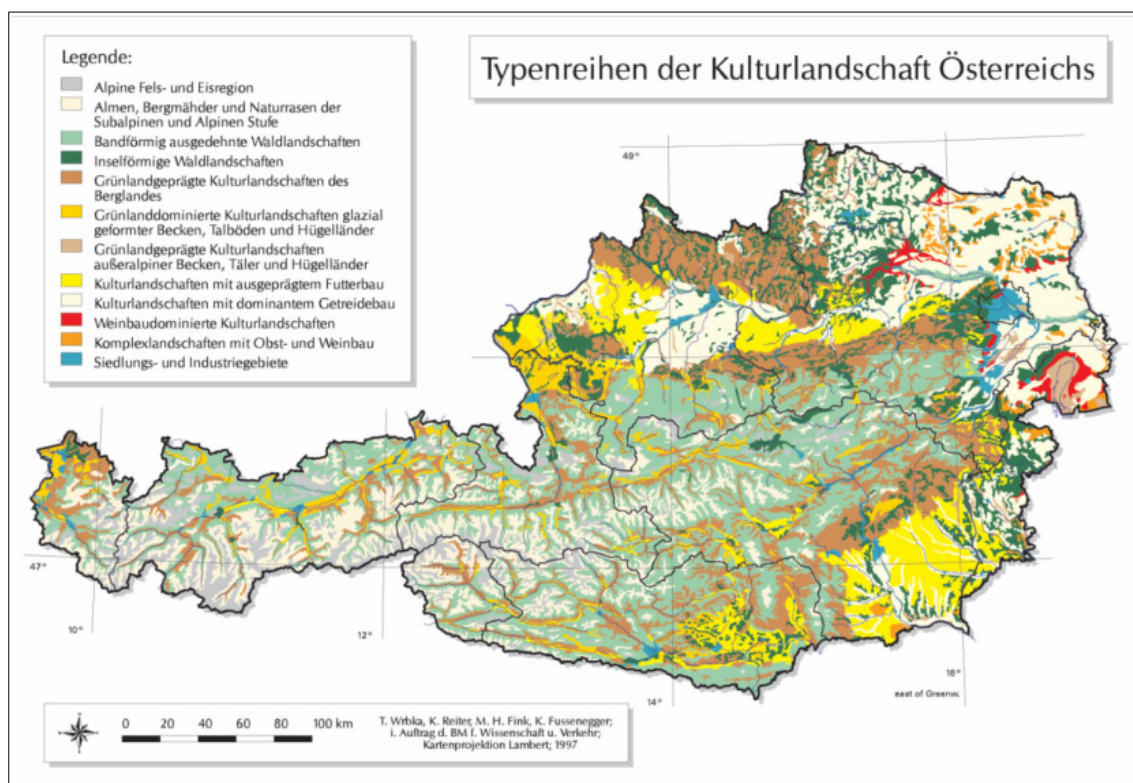 Typenreihen der Kulturlandschaft Österreichs
Legende:
Alpine Fels- und Eisregion
Almen, Bergmähder und Naturrasen der
Subalpinen und Alpinen Stufe
Bandförmig ausgedehnte Waldlandschaften
Inselförmige Waldlandschaften
Grünlandgeprägte Kulturlandschaften des
Berglandes
Grünlanddominierte Kulturlandschaften glazial
geformter Becken, Talböden und Hügelländer
Grünlandgeprägte Kulturlandschaften
außeralpiner Becken, Täler und Hügelländer
Kulturlandschaften mit ausgeprägtem Futterbau
Kulturlandschaften mit dominantem Getreidebau
Weinbaudominierte Kulturlandschaften
Komplexlandschaften mit Obst- und Weinbau
Siedlungs- und Industriegebiete
49°
47°
10°
12°
14°
16°
east of Greenw.
0 20 40 60 80 100 km
T. Wrbka, K. Reiter, M. H. Fink, K. Fussenegger;
i. Auftrag d. BM f. Wissenschaft u. Verkehr;
Kartenprojektion Lambert; 1997